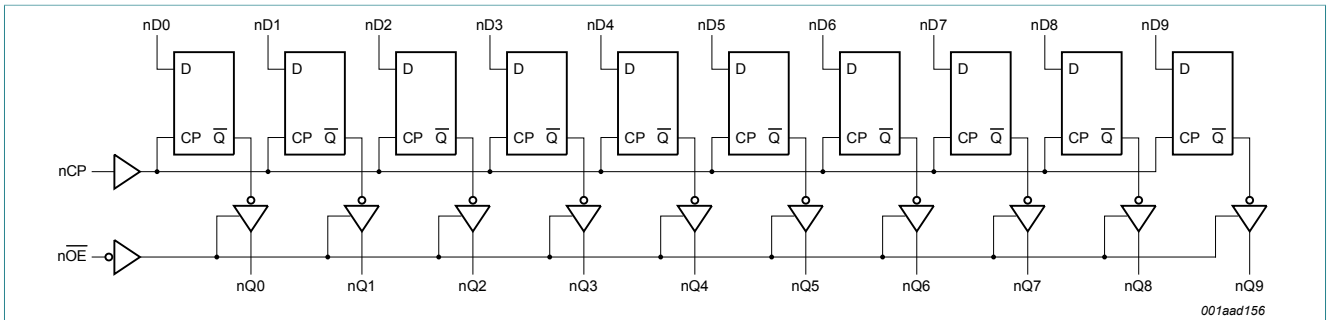 nD0 nD1 nD2 nD3 nD4 nD5 nD6 nD7 nD8 nD9
D D D D D D D D D D
CP Q̅ CP Q̅ CP Q̅ CP Q̅ CP Q̅ CP Q̅ CP Q̅ CP Q̅ CP Q̅ CP Q̅
nCP
nO̅E̅
nQ0 nQ1 nQ2 nQ3 nQ4 nQ5 nQ6 nQ7 nQ8 nQ9
001aad156